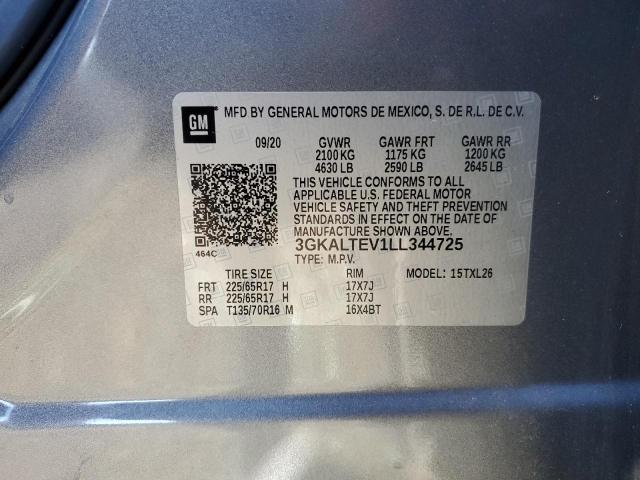 GM MFD BY GENERAL MOTORS DE MEXICO, S. DE R.L. DE C.V.
09/20 GVWR GAWR FRT GAWR RR
2100 KG 1175 KG 1200 KG
4630 LB 2590 LB 2645 LB
THIS VEHICLE CONFORMS TO ALL
APPLICABLE U.S. FEDERAL MOTOR
VEHICLE SAFETY AND THEFT PREVENTION
STANDARDS IN EFFECT ON THE DATE OF
MANUFACTURE SHOWN ABOVE.
3GKALTEV1LL344725
464C TYPE: M.P.V.
TIRE SIZE RIM MODEL: 15TXL26
FRT 225/65R17 H 17X7J
RR 225/65R17 H 17X7J
SPA T135/70R16 M 16X4BT